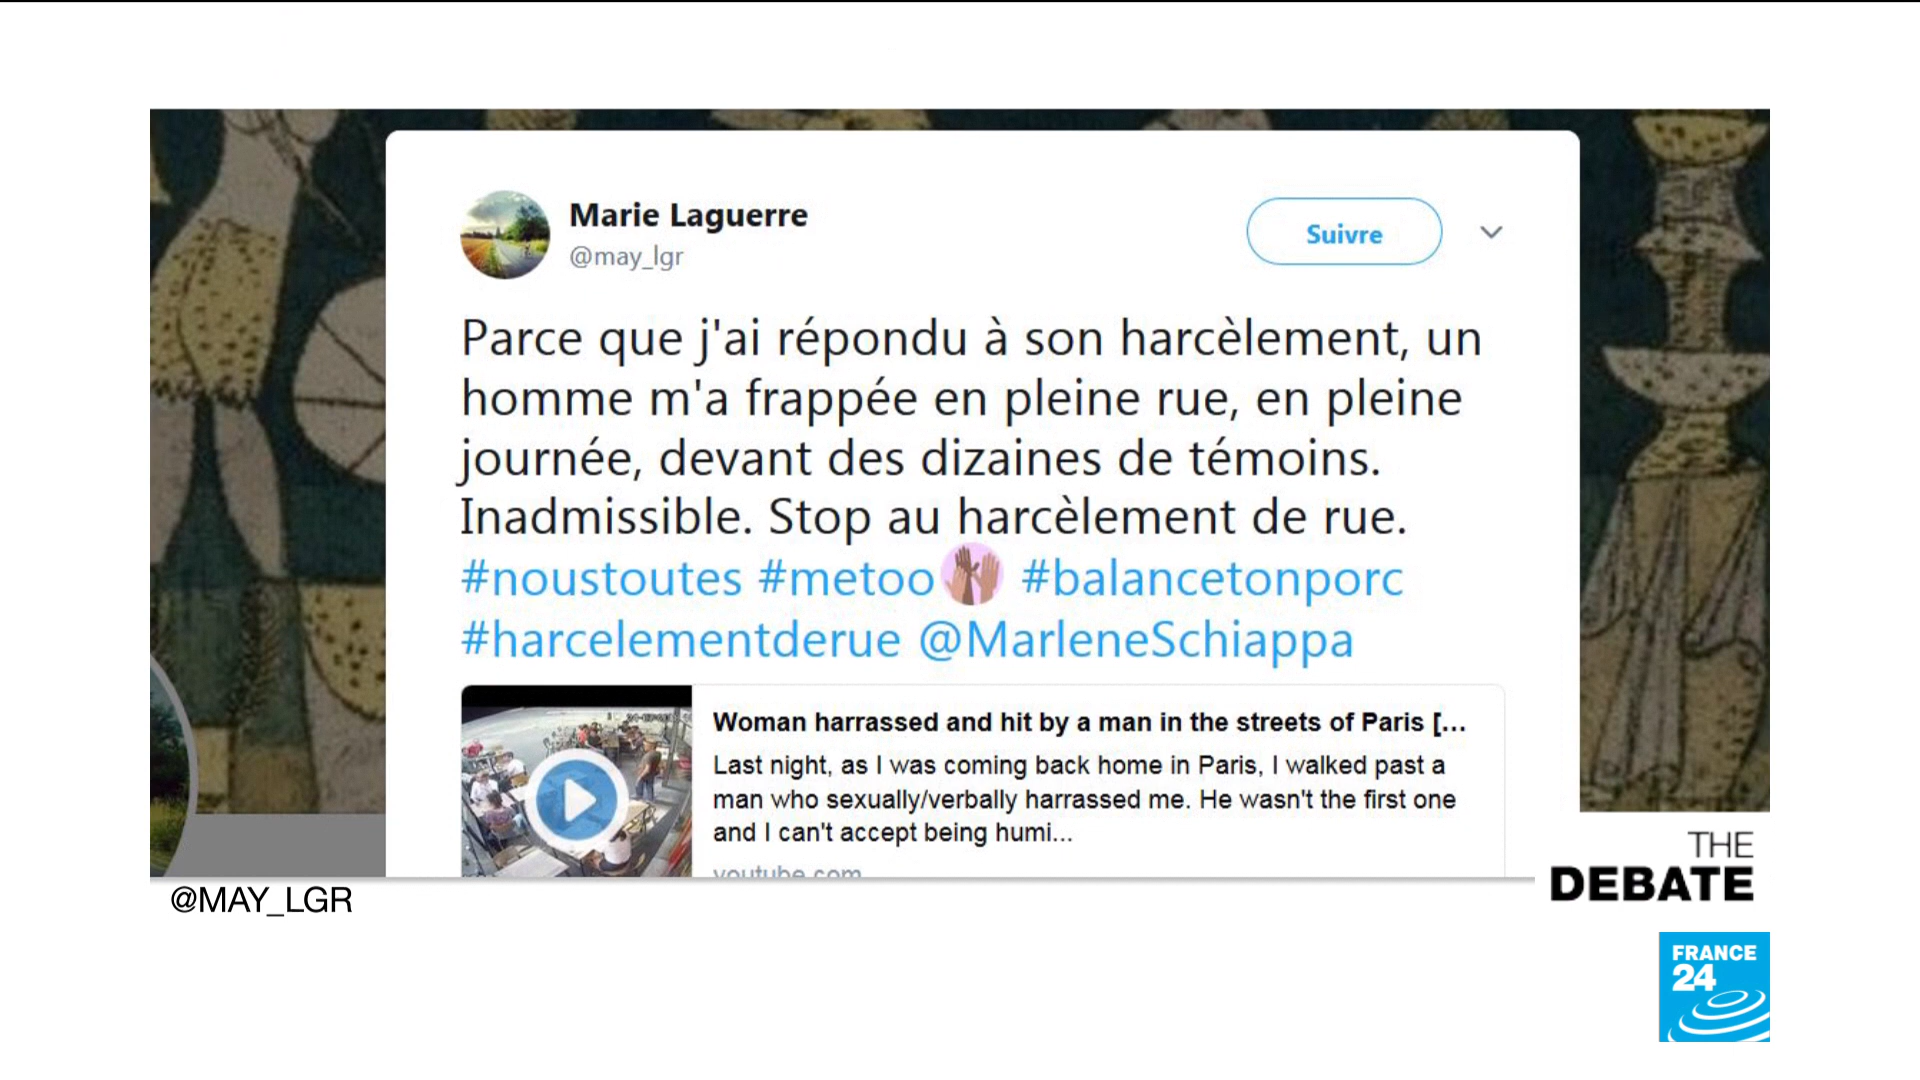 Marie Laguerre
@may_lgr
Suivre
Parce que j'ai répondu à son harcèlement, un
homme m'a frappée en pleine rue, en pleine
journée, devant des dizaines de témoins.
Inadmissible. Stop au harcèlement de rue.
#noustoutes #metoo #balancetonporc
#harcelementderue @MarleneSchiappa
Woman harrassed and hit by a man in the streets of Paris [...
Last night, as I was coming back home in Paris, I walked past a
man who sexually/verbally harrassed me. He wasn't the first one
and I can't accept being humi...
youtube.com
@MAY_LGR
THE
DEBATE
FRANCE
24